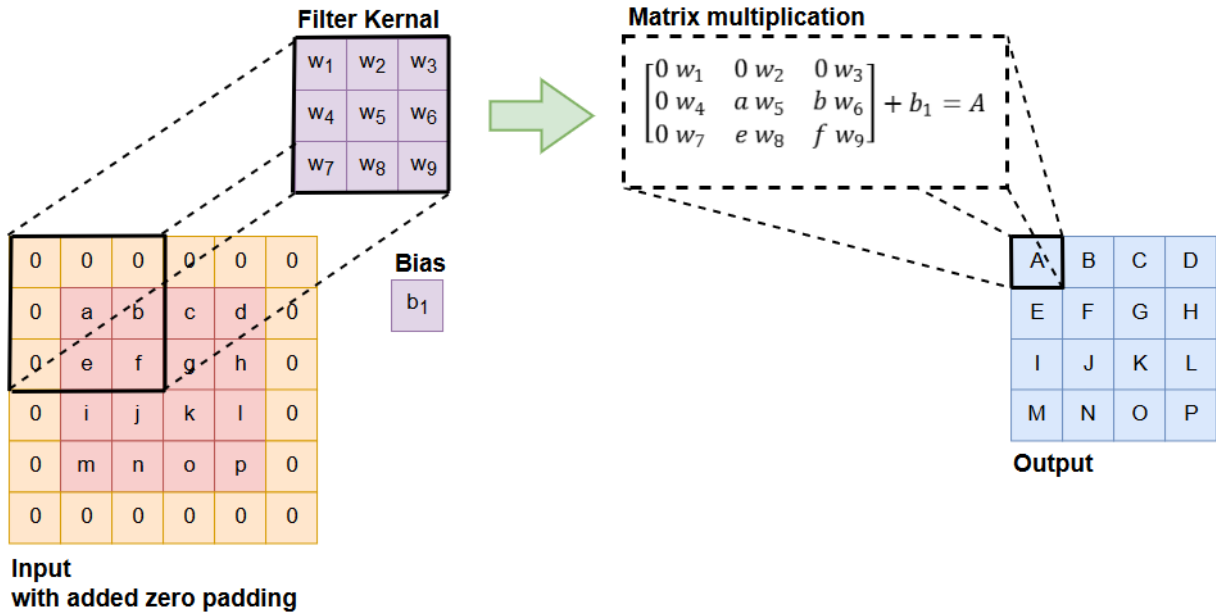 Filter Kernal
w1 w2 w3
w4 w5 w6
w7 w8 w9
Matrix multiplication
[0 w1 0 w2 0 w3
0 w4 a w5 b w6
0 w7 e w8 f w9] + b1 = A
Bias
b1
0 0 0 0 0 0
0 a b c d 0
0 e f g h 0
0 i j k l 0
0 m n o p 0
0 0 0 0 0 0
Input
with added zero padding
A B C D
E F G H
I J K L
M N O P
Output